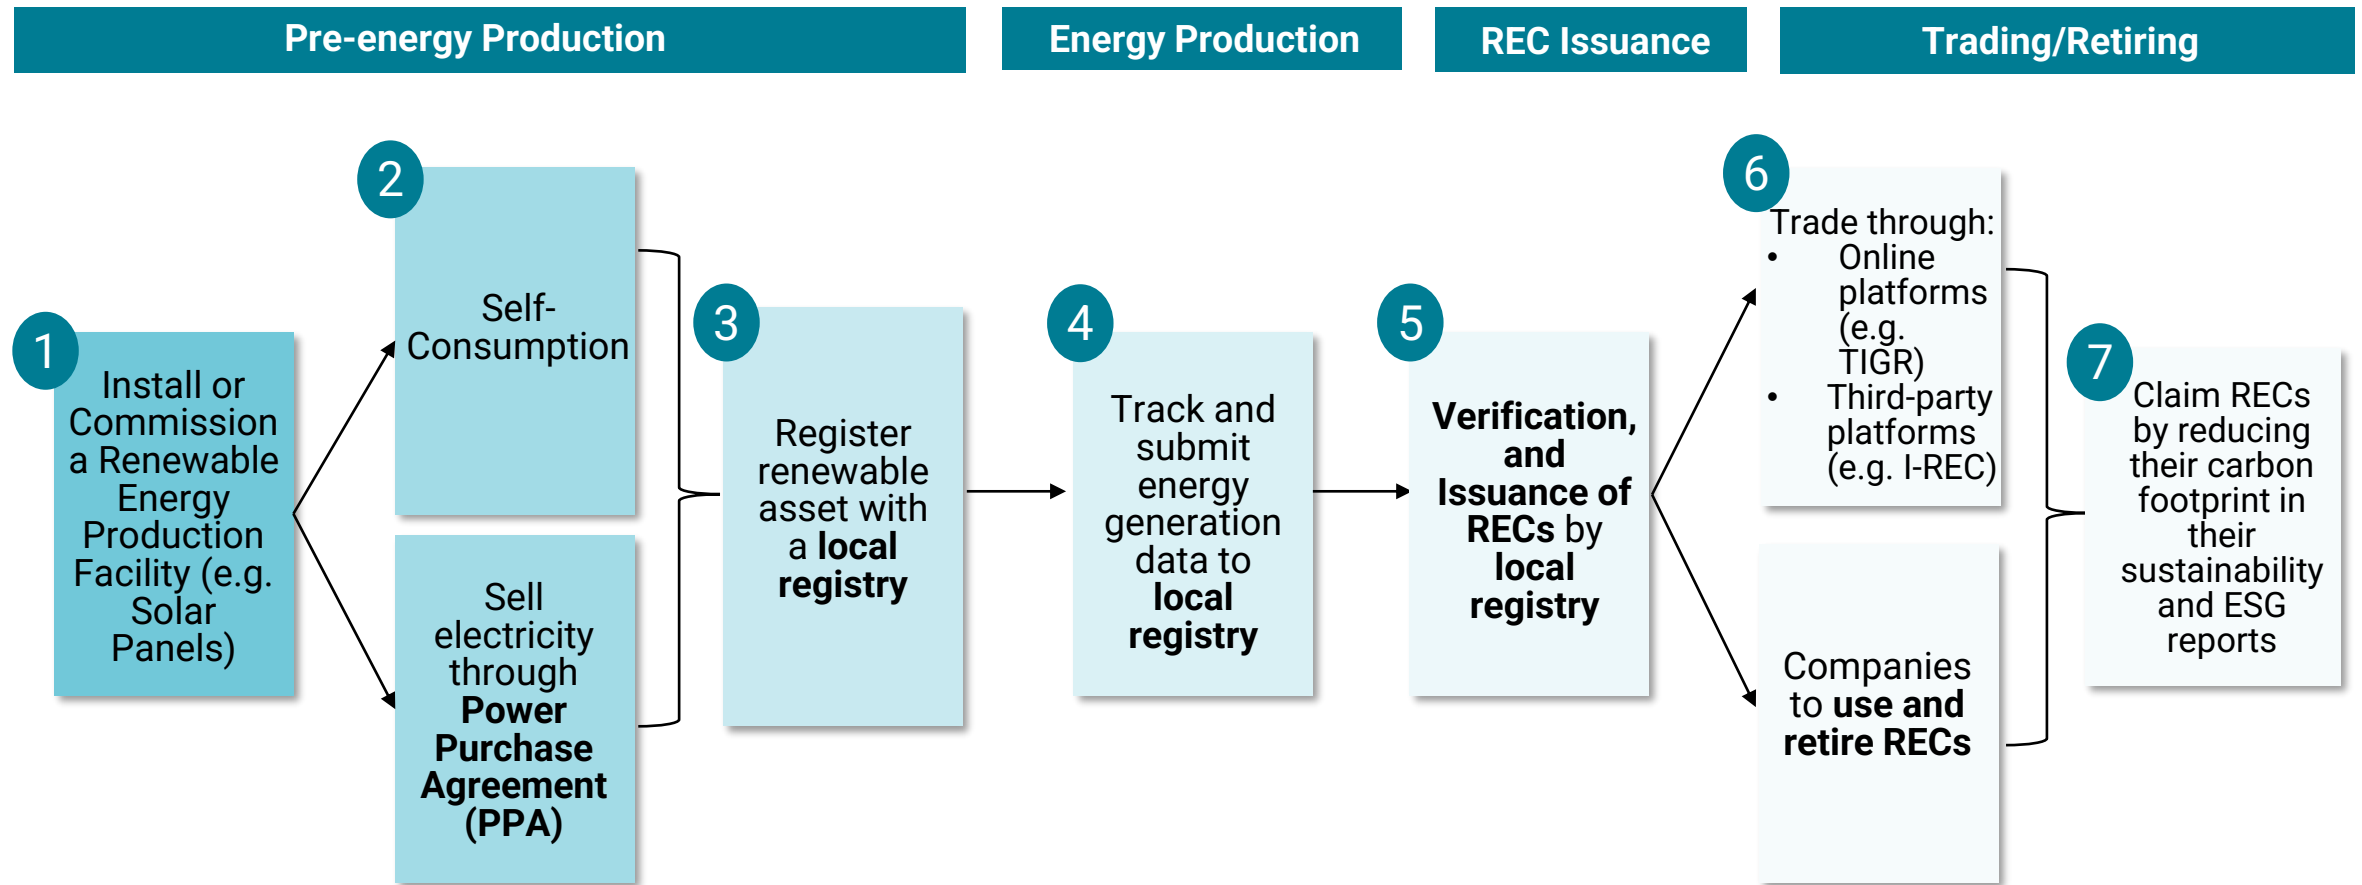 Pre-energy Production
Energy Production
REC Issuance
Trading/Retiring
1
Install or
Commission
a Renewable
Energy
Production
Facility (e.g.
Solar
Panels)
2
Self-
Consumption
Sell
electricity
through
Power
Purchase
Agreement
(PPA)
3
Register
renewable
asset with
a local
registry
4
Track and
submit
energy
generation
data to
local
registry
5
Verification,
and
Issuance of
RECs by
local
registry
6
Trade through:
• Online
platforms
(e.g.
TIGR)
• Third-party
platforms
(e.g. I-REC)
Companies
to use and
retire RECs
7
Claim RECs
by reducing
their carbon
footprint in
their
sustainability
and ESG
reports